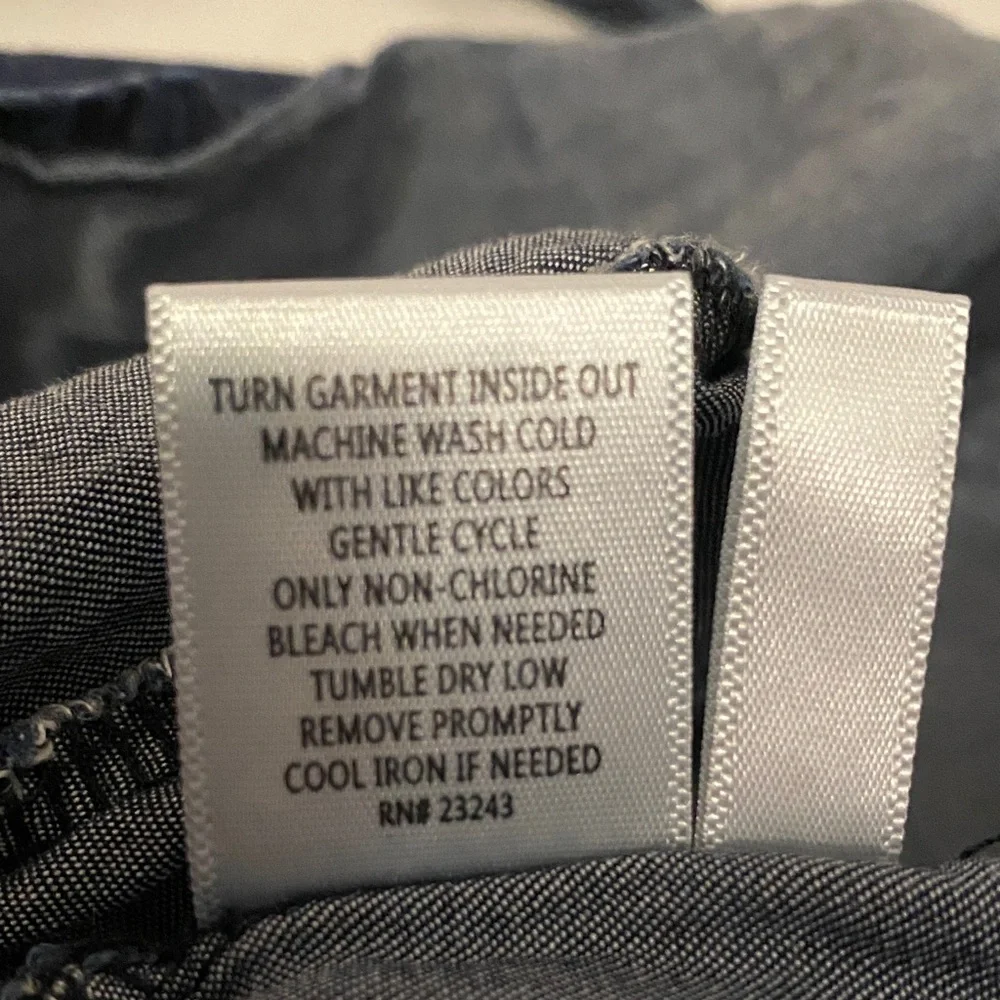 TURN GARMENT INSIDE OUT
MACHINE WASH COLD
WITH LIKE COLORS
GENTLE CYCLE
ONLY NON-CHLORINE
BLEACH WHEN NEEDED
TUMBLE DRY LOW
REMOVE PROMPTLY
COOL IRON IF NEEDED
RN# 23243